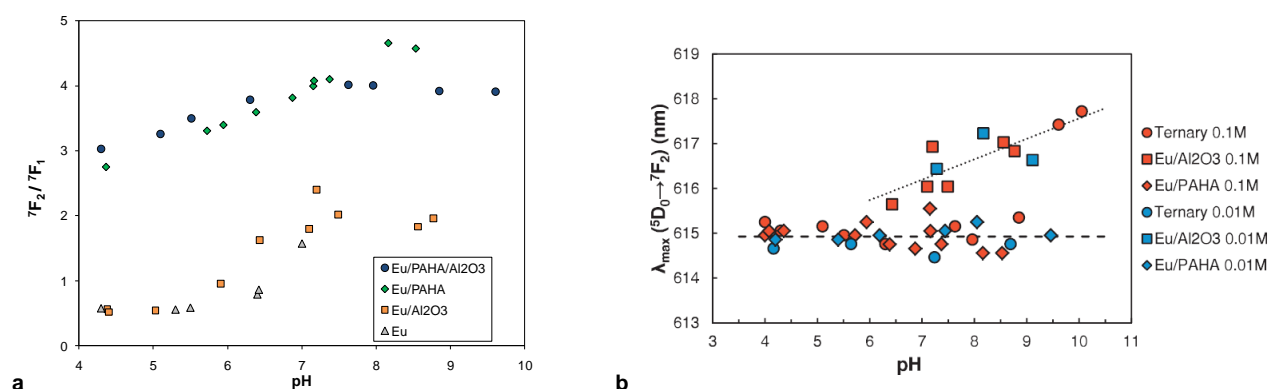 5
4
3
2
1
0
4
5
6
7
8
9
10
⁷F₂ / ⁷F₁
pH
Eu/PAHA/Al2O3
Eu/PAHA
Eu/Al2O3
Eu
a
619
618
617
616
615
614
613
3
4
5
6
7
8
9
10
11
λmax (⁵D₀→⁷F₂) (nm)
pH
Ternary 0.1M
Eu/Al2O3 0.1M
Eu/PAHA 0.1M
Ternary 0.01M
Eu/Al2O3 0.01M
Eu/PAHA 0.01M
b